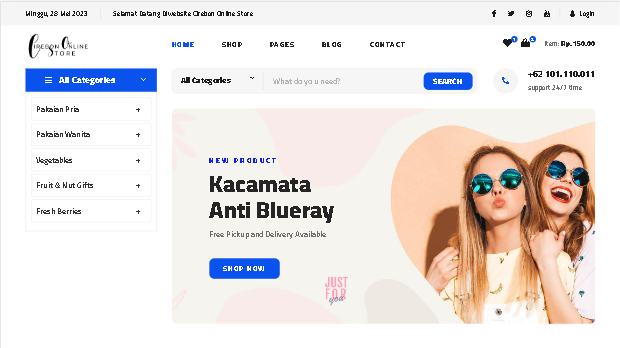 Minggu, 28 Mei 2023
Selamat Datang Diwebsite Cirebon Online Store
Login
CIREBON ONLINE
STORE
HOME
SHOP
PAGES
BLOG
CONTACT
1
1
item: Rp. 150.00
All Categories
All Categories
What do you need?
SEARCH
+62 101.110.011
support 24/7 time
Pakaian Pria +
Pakaian Wanita +
Vegetables +
Fruit & Nut Gifts +
Fresh Berries +
NEW PRODUCT
Kacamata
Anti Blueray
Free Pickup and Delivery Available
SHOP NOW
JUST
FOR
you